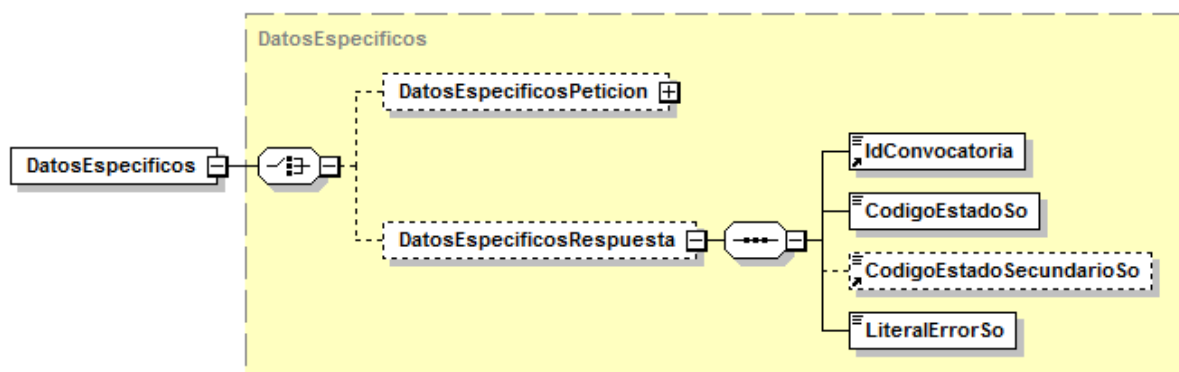 DatosEspecificos
DatosEspecificosPeticion
DatosEspecificos
DatosEspecificosRespuesta
IdConvocatoria
CodigoEstadoSo
CodigoEstadoSecundarioSo
LiteralErrorSo